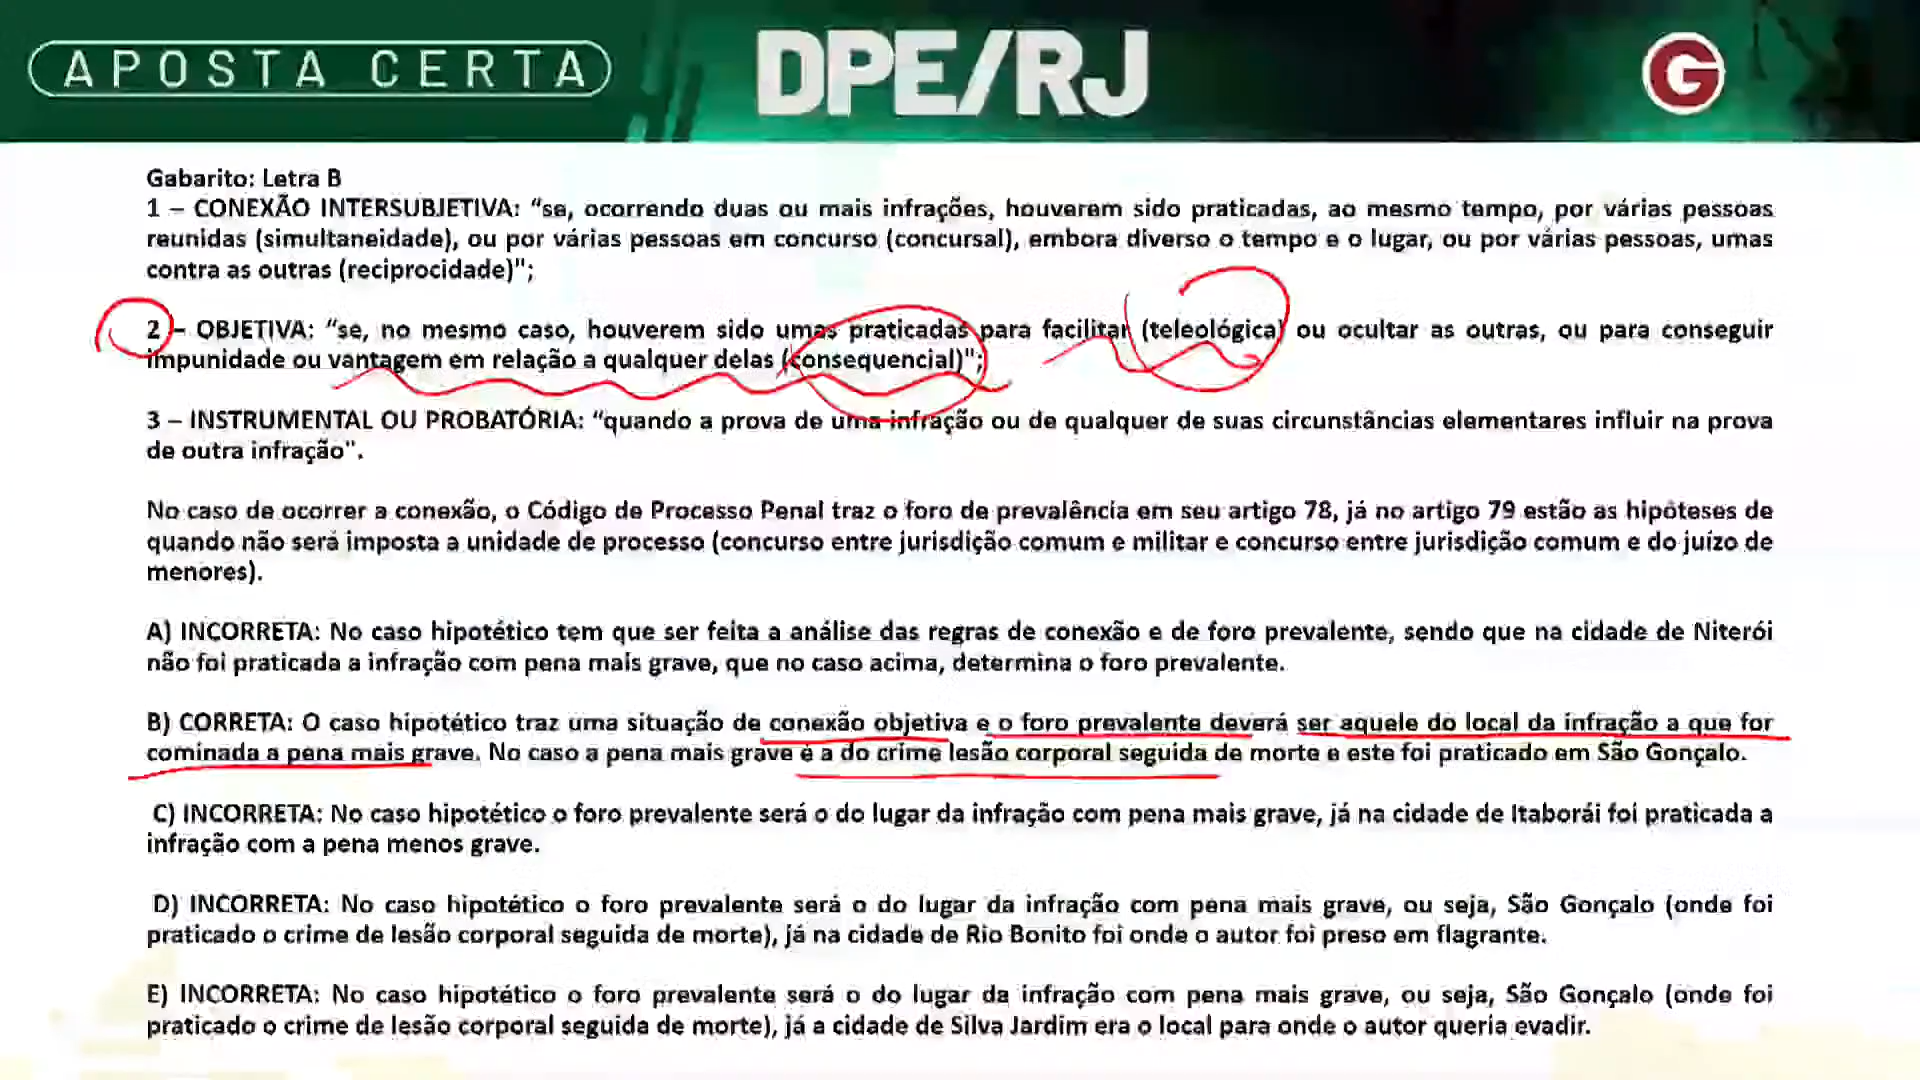 APOSTA CERTA
DPE/RJ
G
Gabarito: Letra B
1 – CONEXÃO INTERSUBJETIVA: “se, ocorrendo duas ou mais infrações, houverem sido praticadas, ao mesmo tempo, por várias pessoas
reunidas (simultaneidade), ou por várias pessoas em concurso (concursal), embora diverso o tempo e o lugar, ou por várias pessoas, umas
contra as outras (reciprocidade)";
2 – OBJETIVA: “se, no mesmo caso, houverem sido umas praticadas para facilitar (teleológica) ou ocultar as outras, ou para conseguir
impunidade ou vantagem em relação a qualquer delas (consequencial)";
3 – INSTRUMENTAL OU PROBATÓRIA: “quando a prova de uma infração ou de qualquer de suas circunstâncias elementares influir na prova
de outra infração".
No caso de ocorrer a conexão, o Código de Processo Penal traz o foro de prevalência em seu artigo 78, já no artigo 79 estão as hipóteses de
quando não será imposta a unidade de processo (concurso entre jurisdição comum e militar e concurso entre jurisdição comum e do juízo de
menores).
A) INCORRETA: No caso hipotético tem que ser feita a análise das regras de conexão e de foro prevalente, sendo que na cidade de Niterói
não foi praticada a infração com pena mais grave, que no caso acima, determina o foro prevalente.
B) CORRETA: O caso hipotético traz uma situação de conexão objetiva e o foro prevalente deverá ser aquele do local da infração a que for
cominada a pena mais grave. No caso a pena mais grave é a do crime lesão corporal seguida de morte e este foi praticado em São Gonçalo.
C) INCORRETA: No caso hipotético o foro prevalente será o do lugar da infração com pena mais grave, já na cidade de Itaborái foi praticada a
infração com a pena menos grave.
D) INCORRETA: No caso hipotético o foro prevalente será o do lugar da infração com pena mais grave, ou seja, São Gonçalo (onde foi
praticado o crime de lesão corporal seguida de morte), já na cidade de Rio Bonito foi onde o autor foi preso em flagrante.
E) INCORRETA: No caso hipotético o foro prevalente será o do lugar da infração com pena mais grave, ou seja, São Gonçalo (onde foi
praticado o crime de lesão corporal seguida de morte), já a cidade de Silva Jardim era o local para onde o autor queria evadir.